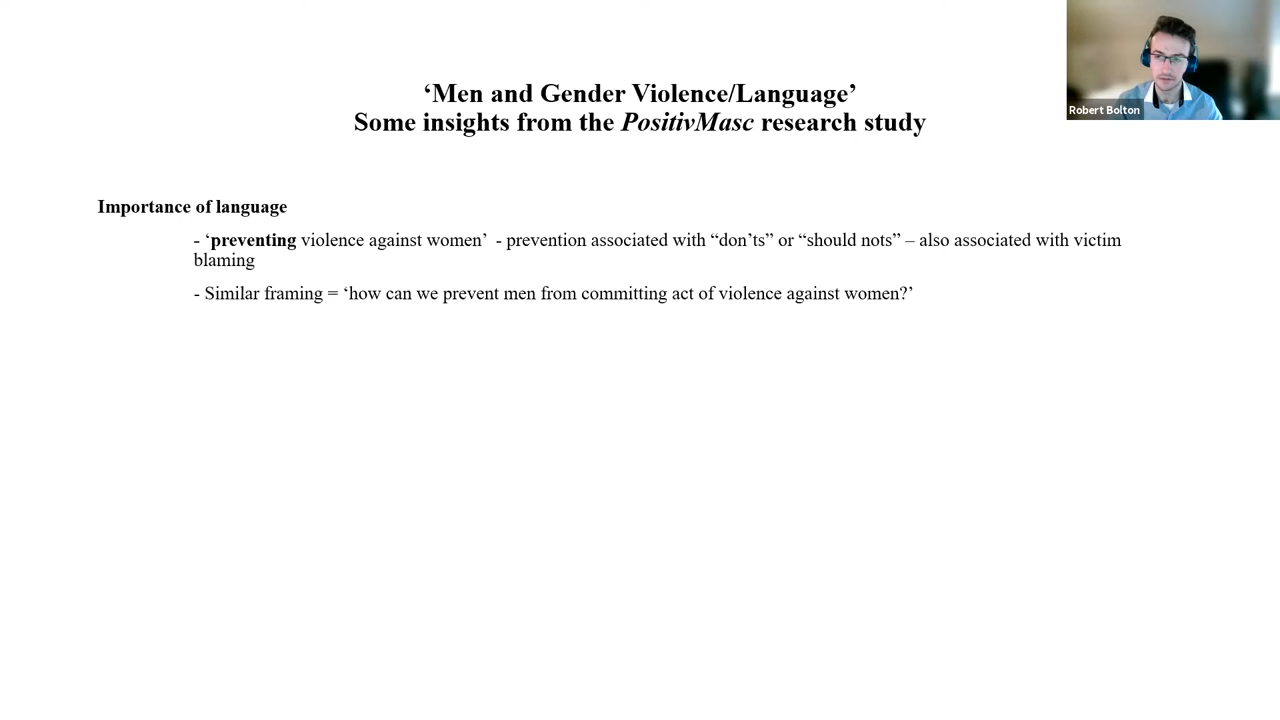 ‘Men and Gender Violence/Language’
Some insights from the PositivMasc research study
Robert Bolton
Importance of language
- ‘preventing violence against women’ - prevention associated with “don’ts” or “should nots” – also associated with victim
blaming
- Similar framing = ‘how can we prevent men from committing act of violence against women?’